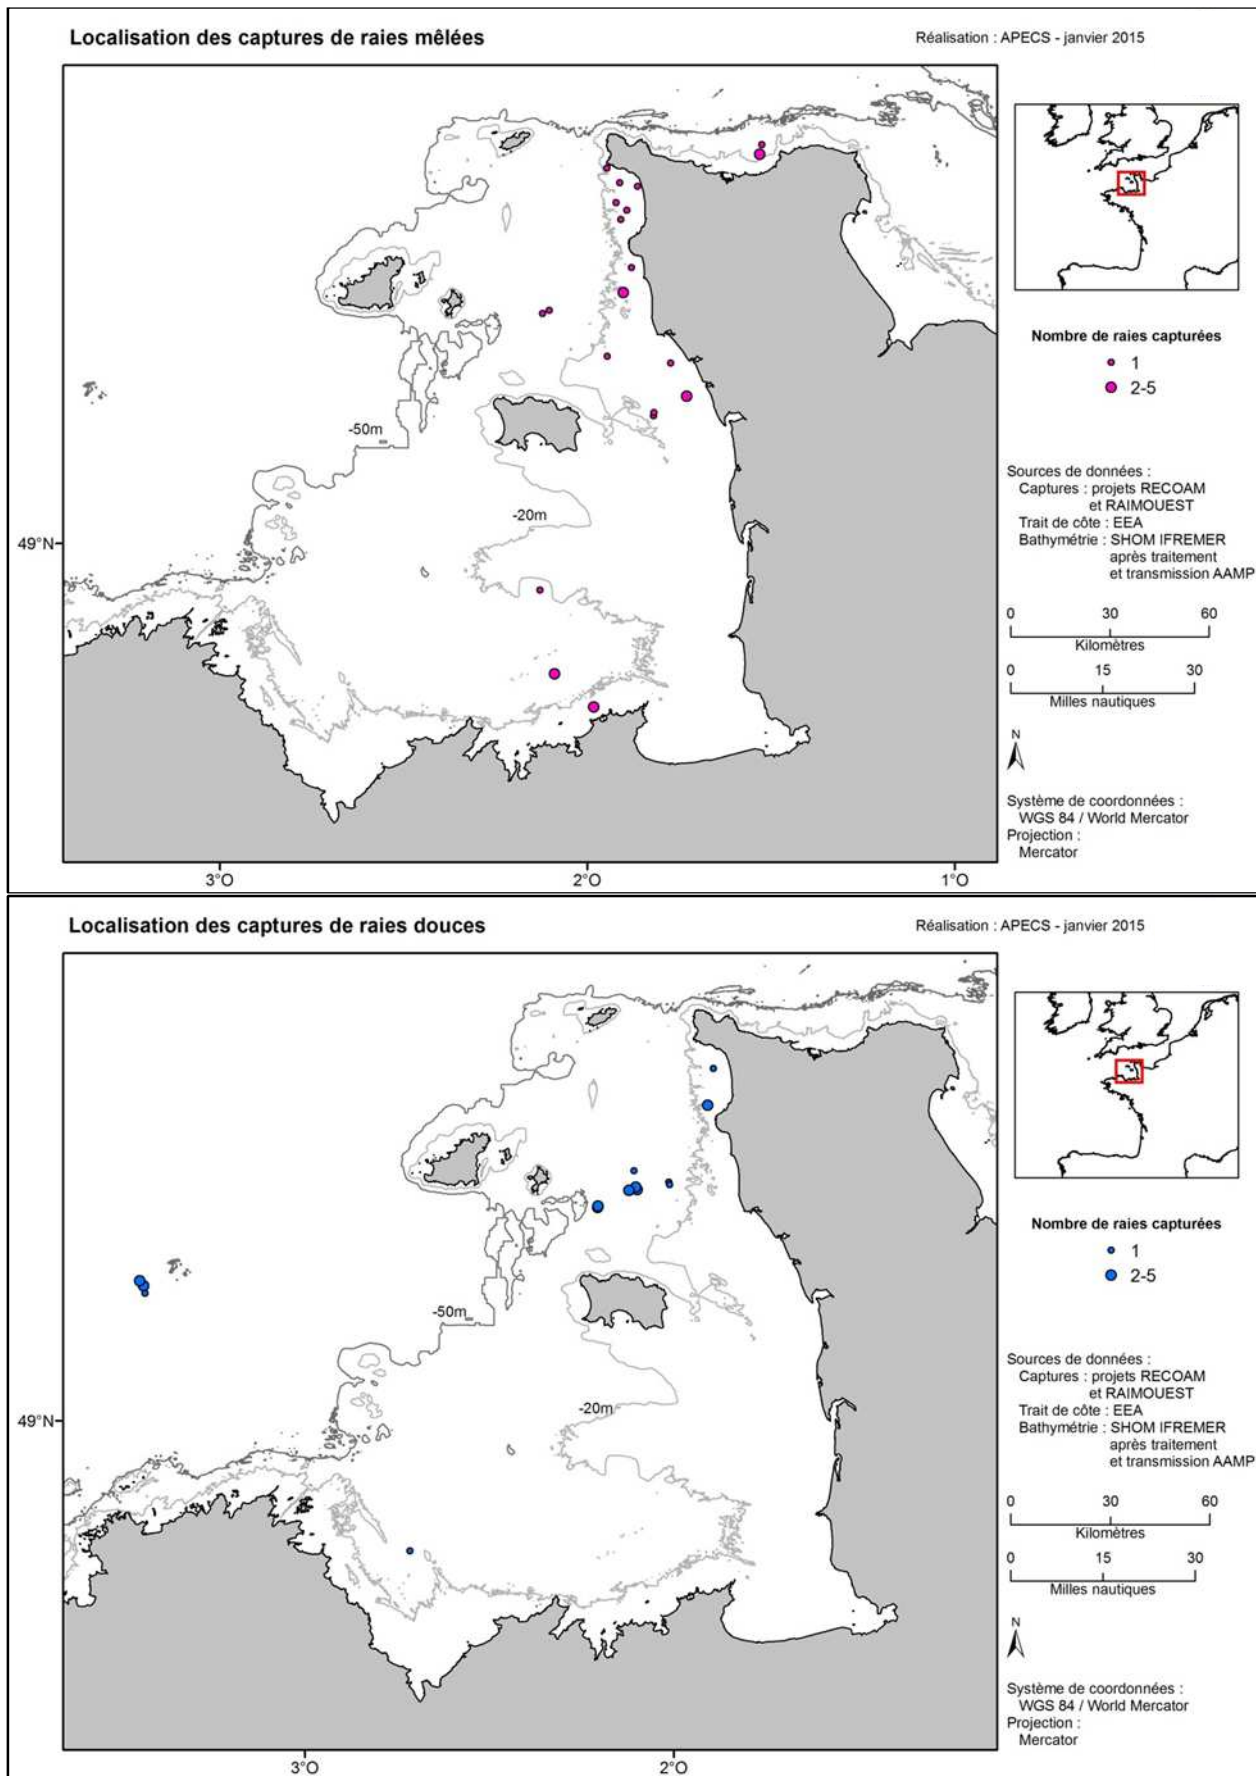 Localisation des captures de raies mêlées
Réalisation : APECS - janvier 2015
-50m
-20m
49°N
3°O
2°O
1°O
Nombre de raies capturées
1
2-5
Sources de données :
Captures : projets RECOAM
et RAIMOUEST
Trait de côte : EEA
Bathymétrie : SHOM IFREMER
après traitement
et transmission AAMP
0 30 60
Kilomètres
0 15 30
Milles nautiques
N
Système de coordonnées :
WGS 84 / World Mercator
Projection :
Mercator
Localisation des captures de raies douces
Réalisation : APECS - janvier 2015
-50m
-20m
49°N
3°O
2°O
Nombre de raies capturées
1
2-5
Sources de données :
Captures : projets RECOAM
et RAIMOUEST
Trait de côte : EEA
Bathymétrie : SHOM IFREMER
après traitement
et transmission AAMP
0 30 60
Kilomètres
0 15 30
Milles nautiques
N
Système de coordonnées :
WGS 84 / World Mercator
Projection :
Mercator